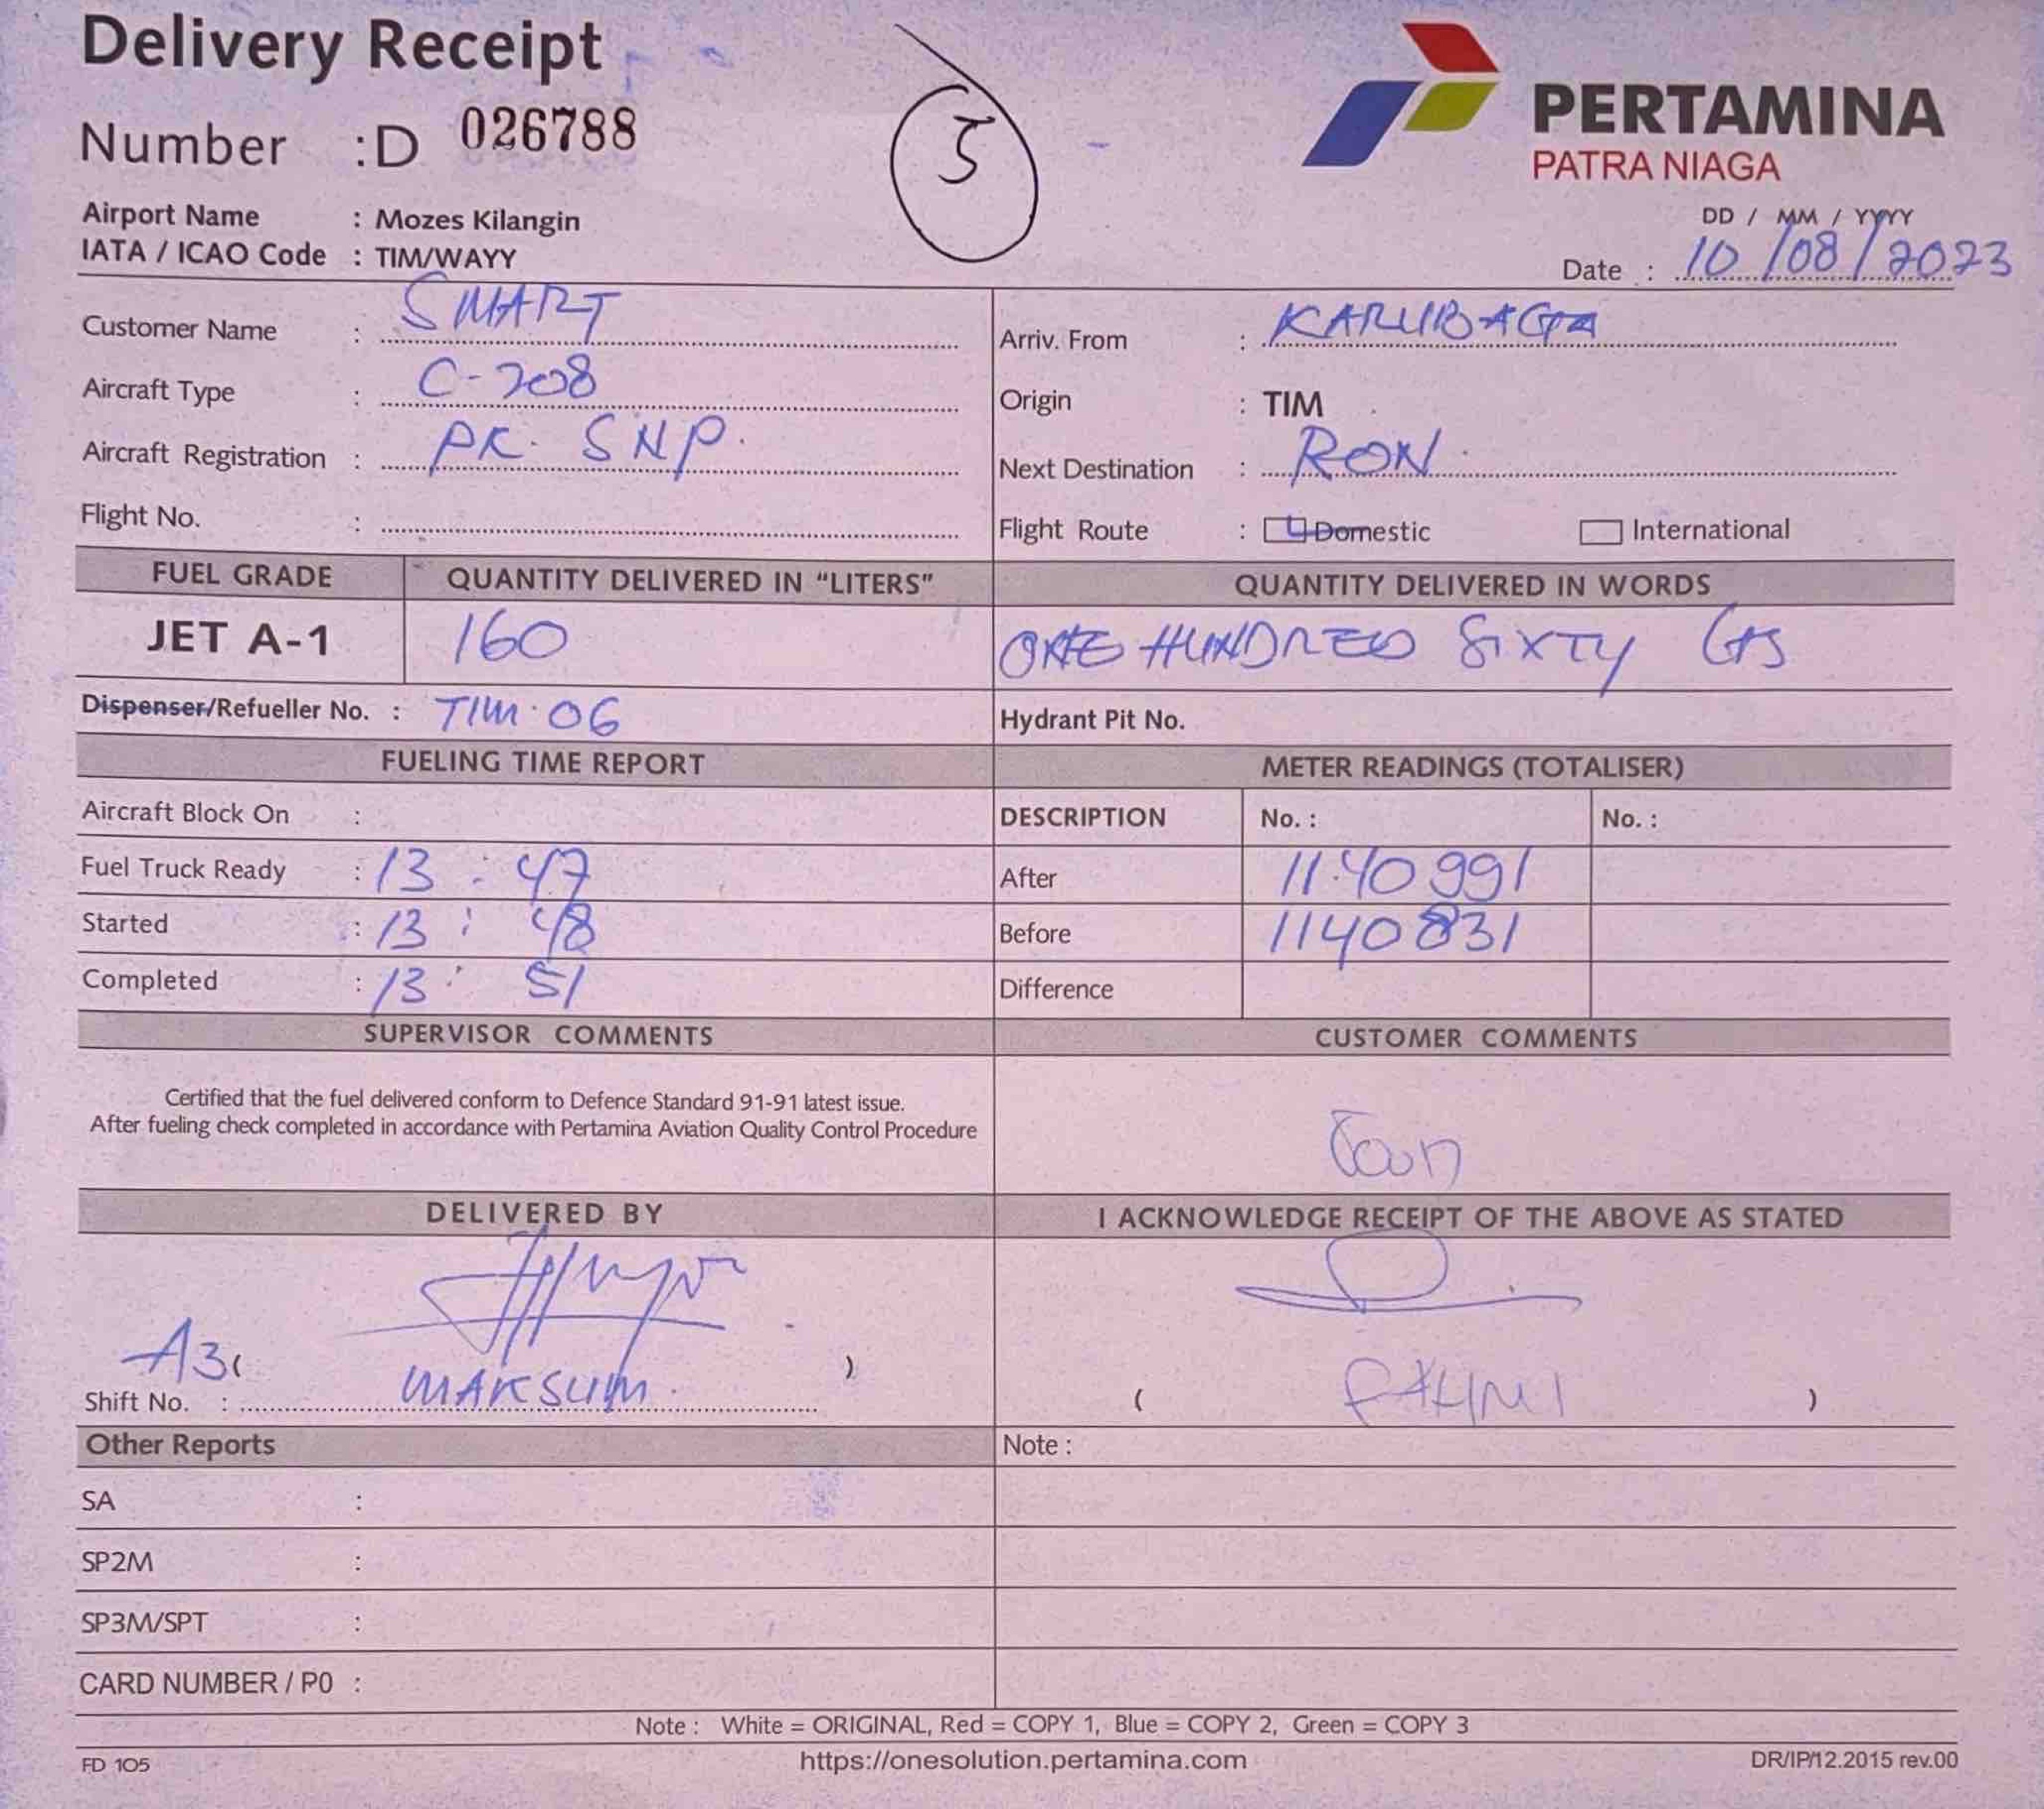 Delivery Receipt
Number :D 026788
5
PERTAMINA
PATRA NIAGA
Airport Name : Mozes Kilangin
IATA / ICAO Code : TIM/WAYY
DD / MM / YYYY
Date : 10/08/2023
Customer Name : SMART
Arriv. From : KARUBAGA
Aircraft Type : C-208
Origin : TIM
Aircraft Registration : PK. SNP.
Next Destination : RON
Flight No. :
Flight Route : Domestic International
FUEL GRADE QUANTITY DELIVERED IN "LITERS" QUANTITY DELIVERED IN WORDS
JET A-1 160 ONE HUNDRED SIXTY
Dispenser/Refueller No. : TIM.06
Hydrant Pit No.
FUELING TIME REPORT METER READINGS (TOTALISER)
Aircraft Block On :
DESCRIPTION No. : No. :
Fuel Truck Ready : 13 : 47
After 1140991
Started : 13 : 48
Before 1140831
Completed : 13 : 51
Difference
SUPERVISOR COMMENTS CUSTOMER COMMENTS
Certified that the fuel delivered conform to Defence Standard 91-91 latest issue.
After fueling check completed in accordance with Pertamina Aviation Quality Control Procedure
DELIVERED BY I ACKNOWLEDGE RECEIPT OF THE ABOVE AS STATED
A3 ( )
Shift No. : MAKSUM.
( FAHMI )
Other Reports Note :
SA :
SP2M :
SP3M/SPT :
CARD NUMBER / P0 :
Note : White = ORIGINAL, Red = COPY 1, Blue = COPY 2, Green = COPY 3
FD 105 https://onesolution.pertamina.com DR/IP/12.2015 rev.00